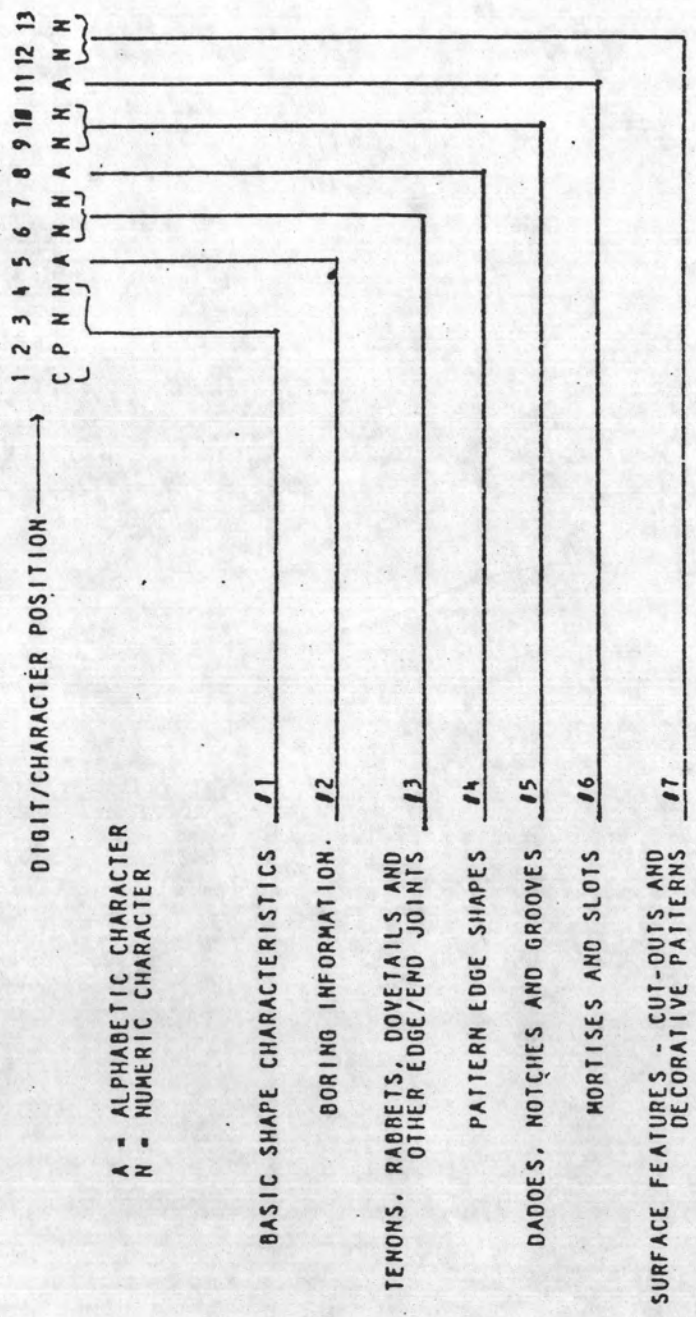 DIGIT/CHARACTER POSITION → 1 2 3 4 5 6 7 8 9 10 11 12 13
C P N N A N N A N N A N N
A = ALPHABETIC CHARACTER
N = NUMERIC CHARACTER
BASIC SHAPE CHARACTERISTICS #1
BORING INFORMATION. #2
TENONS, RABBETS, DOVETAILS AND
OTHER EDGE/END JOINTS #3
PATTERN EDGE SHAPES #4
DADOES, NOTCHES AND GROOVES #5
MORTISES AND SLOTS #6
SURFACE FEATURES - CUT-OUTS AND
DECORATIVE PATTERNS #7